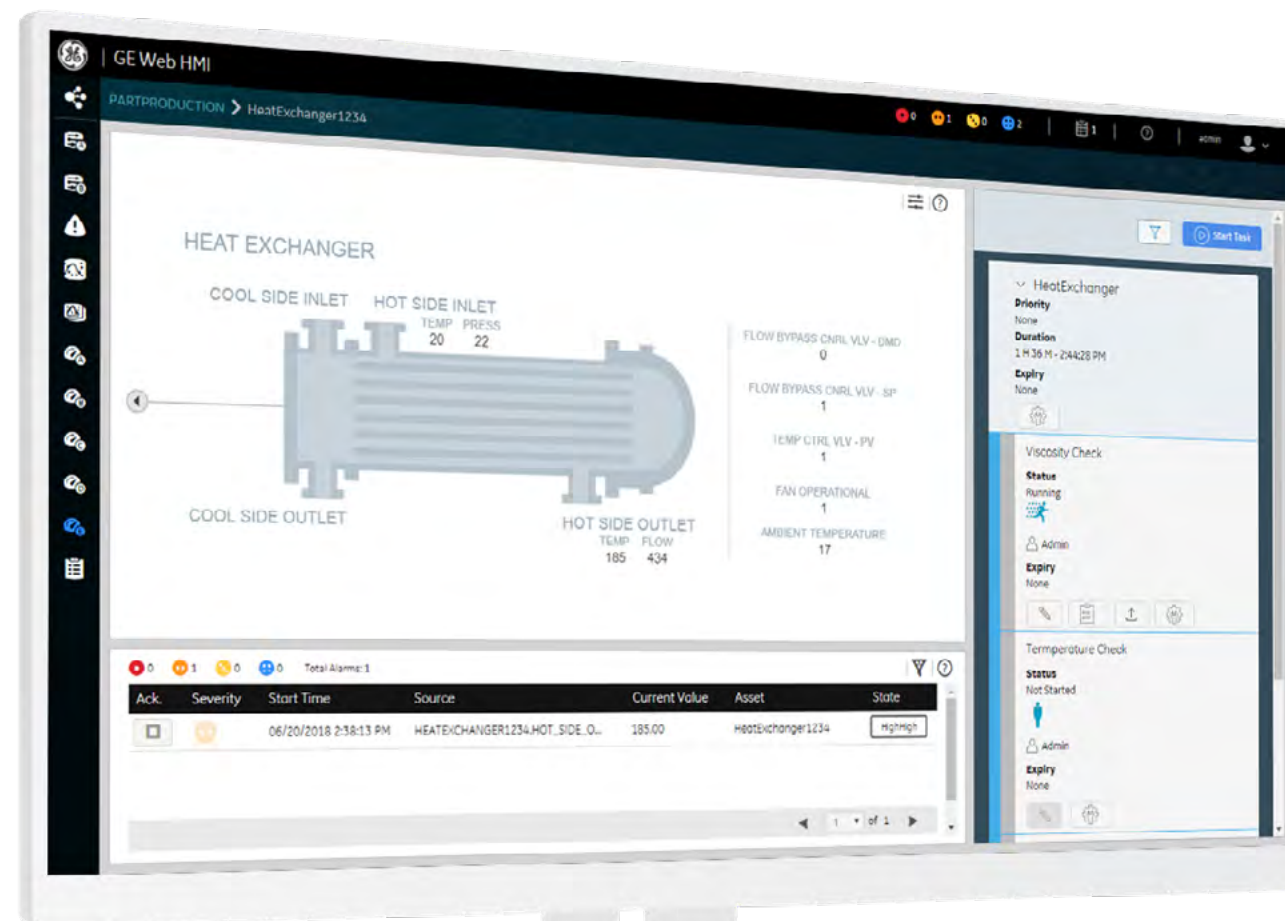 GE Web HMI
PARTPRODUCTION > HeatExchanger1234
0 1 0 2 1 admin
Start Task
HEAT EXCHANGER
COOL SIDE INLET HOT SIDE INLET
TEMP PRESS
20 22
COOL SIDE OUTLET
HOT SIDE OUTLET
TEMP FLOW
185 434
FLOW BYPASS CNRL VLV - DMD
0
FLOW BYPASS CNRL VLV - SP
1
TEMP CTRL VLV - PV
1
FAN OPERATIONAL
1
AMBIENT TEMPERATURE
17
HeatExchanger
Priority
None
Duration
1 H 36 M - 2:44:28 PM
Expiry
None
Viscosity Check
Status
Running
Admin
Expiry
None
Termperature Check
Status
Not Started
Admin
Expiry
None
0 1 0 0 Total Alarms: 1
Ack. Severity Start Time Source Current Value Asset State
06/20/2018 2:38:13 PM HEATEXCHANGER1234.HOT_SIDE_O... 185.00 HeatExchanger1234 HighHigh
1 of 1